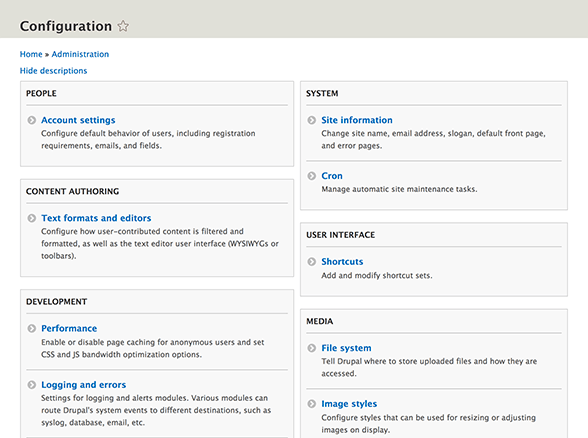 Configuration
Home » Administration
Hide descriptions
PEOPLE
Account settings
Configure default behavior of users, including registration
requirements, emails, and fields.
CONTENT AUTHORING
Text formats and editors
Configure how user-contributed content is filtered and
formatted, as well as the text editor user interface (WYSIWYGs or
toolbars).
DEVELOPMENT
Performance
Enable or disable page caching for anonymous users and set
CSS and JS bandwidth optimization options.
Logging and errors
Settings for logging and alerts modules. Various modules can
route Drupal's system events to different destinations, such as
syslog, database, email, etc.
SYSTEM
Site information
Change site name, email address, slogan, default front page,
and error pages.
Cron
Manage automatic site maintenance tasks.
USER INTERFACE
Shortcuts
Add and modify shortcut sets.
MEDIA
File system
Tell Drupal where to store uploaded files and how they are
accessed.
Image styles
Configure styles that can be used for resizing or adjusting
images on display.